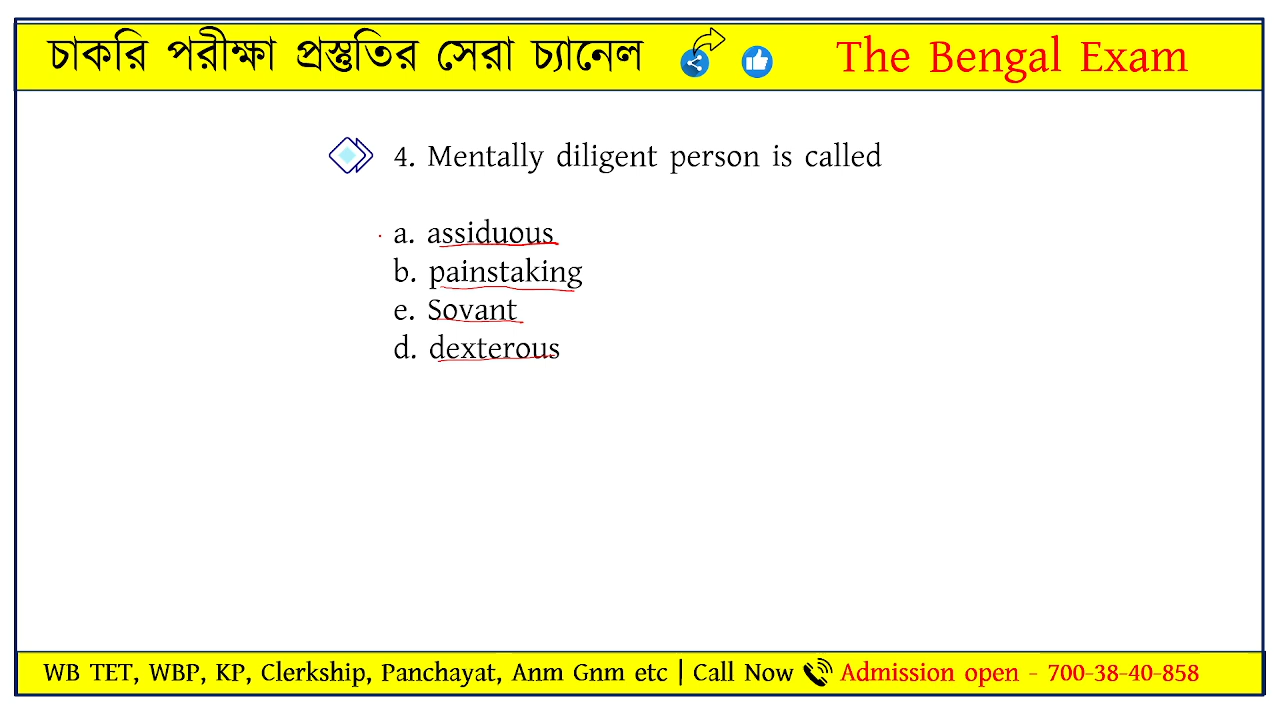 চাকরি পরীক্ষা প্রস্তুতির সেরা চ্যানেল The Bengal Exam
4. Mentally diligent person is called
a. assiduous
b. painstaking
e. Sovant
d. dexterous
WB TET, WBP, KP, Clerkship, Panchayat, Anm Gnm etc | Call Now Admission open - 700-38-40-858